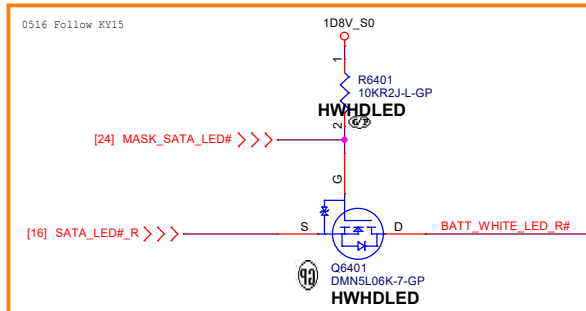 0516 Follow KY15
1D8V_S0
1
R6401
10KR2J-L-GP
HWHDLED
2
[24] MASK_SATA_LED#
G
[16] SATA_LED#_R
S
D
BATT_WHITE_LED_R#
Q6401
DMN5L06K-7-GP
HWHDLED